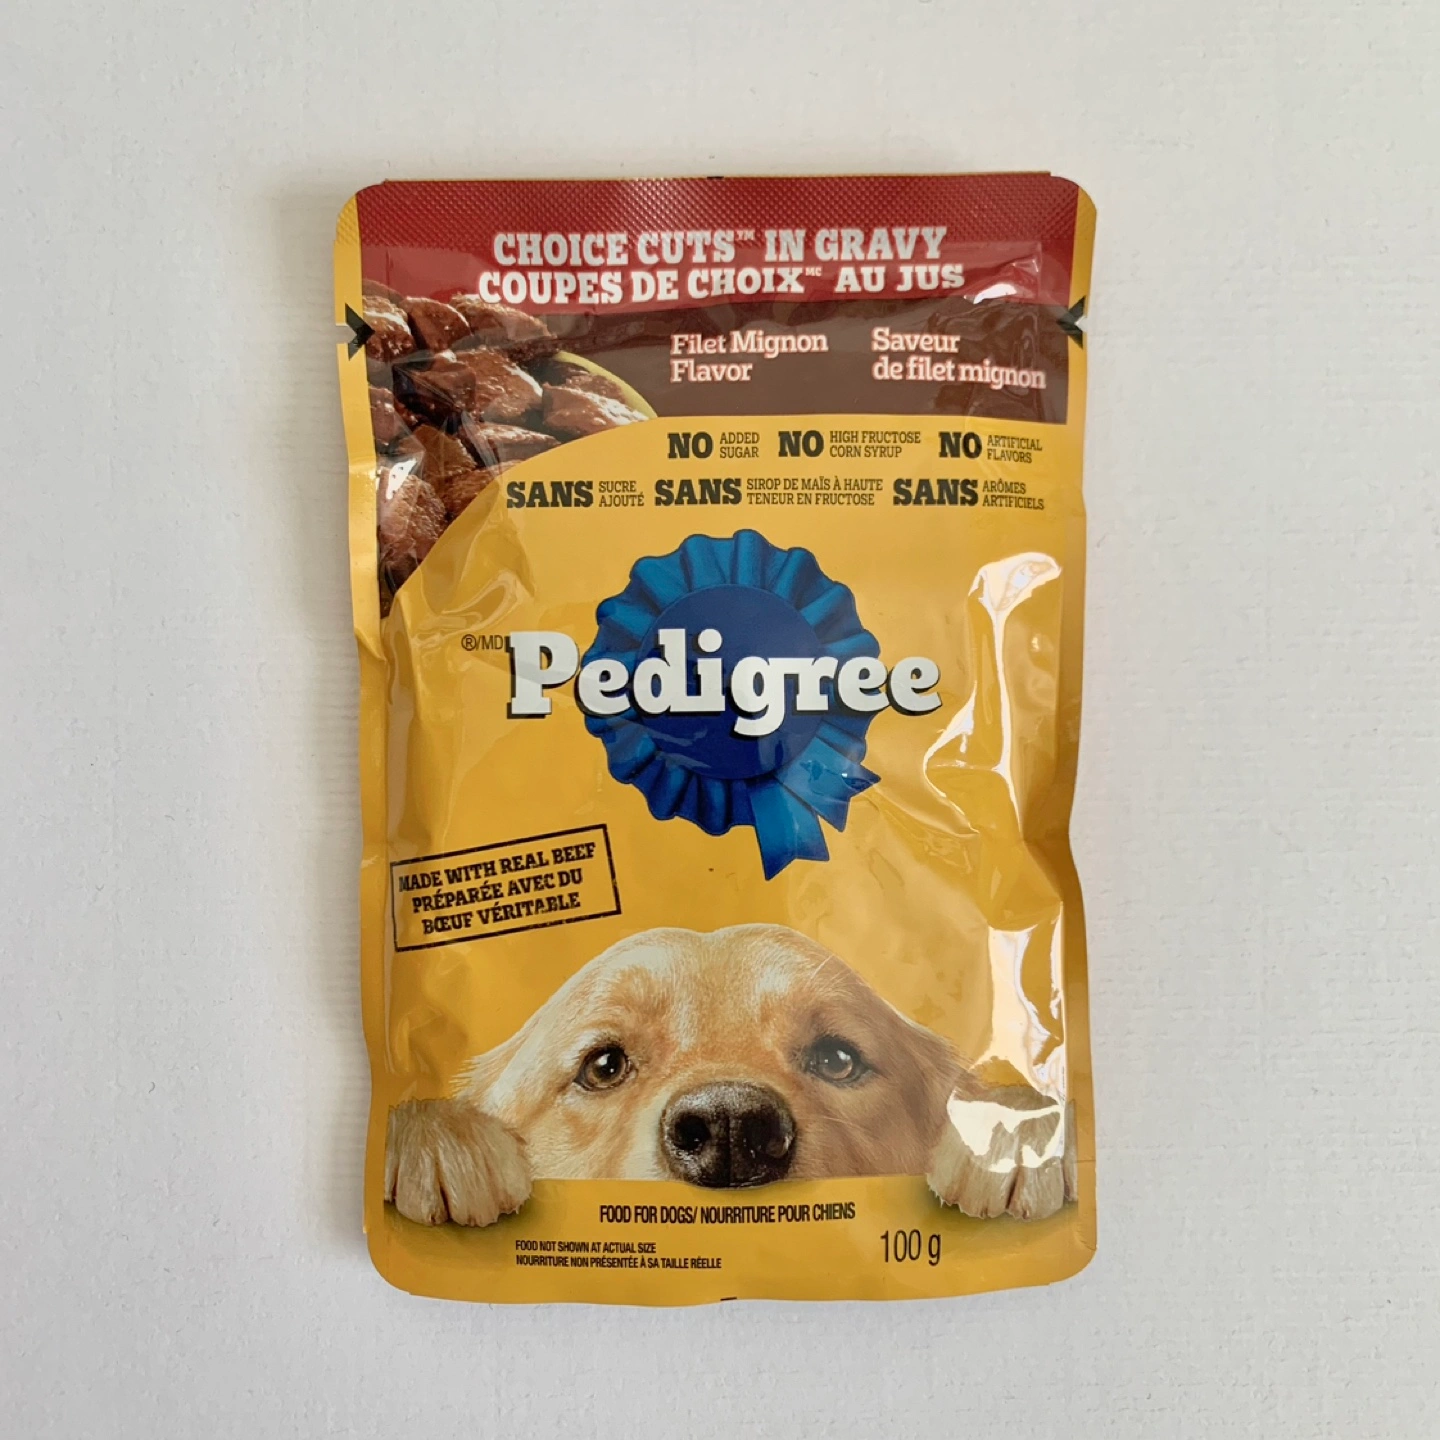 CHOICE CUTS™ IN GRAVY
COUPES DE CHOIX MC AU JUS
Filet Mignon
Flavor
Saveur
de filet mignon
NO ADDED SUGAR NO HIGH FRUCTOSE CORN SYRUP NO ARTIFICIAL FLAVORS
SANS SUCRE AJOUTÉ SANS SIROP DE MAÏS À HAUTE TENEUR EN FRUCTOSE SANS ARÔMES ARTIFICIELS
®/MD Pedigree
MADE WITH REAL BEEF
PRÉPARÉE AVEC DU
BŒUF VÉRITABLE
FOOD FOR DOGS/ NOURRITURE POUR CHIENS
FOOD NOT SHOWN AT ACTUAL SIZE
NOURRITURE NON PRÉSENTÉE À SA TAILLE RÉELLE
100 g